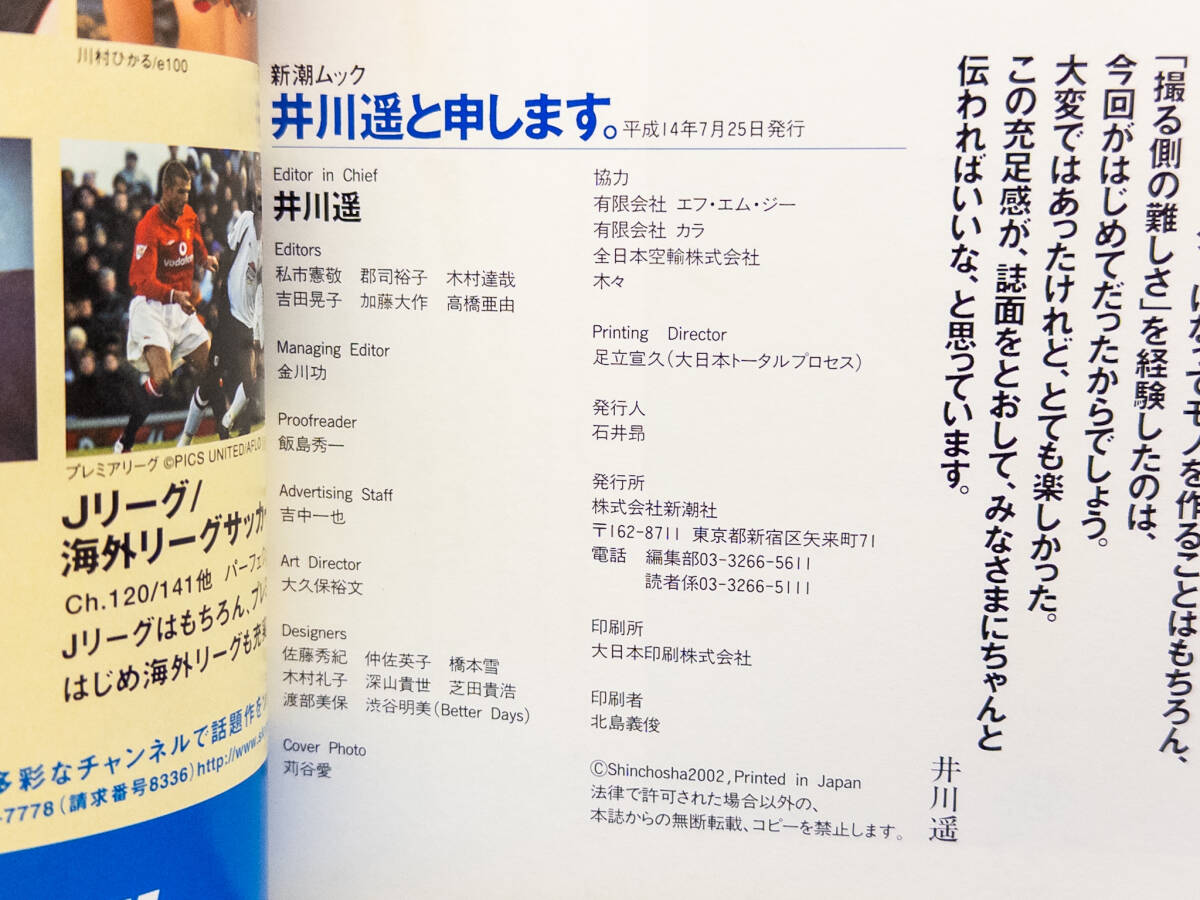 川村ひかる/e100
プレミアリーグ ©PICS UNITED/AFLO
Jリーグ/
海外リーグサッカー
Ch.120/141他
Jリーグはもちろん、プレ
はじめ海外リーグも充
多彩なチャンネルで話題作を
-7778（請求番号8336）http://www.s
新潮ムック
井川遥と申します。平成14年7月25日発行
Editor in Chief
井川遥
Editors
私市憲敬 郡司裕子 木村達哉
吉田晃子 加藤大作 高橋亜由
Managing Editor
金川功
Proofreader
飯島秀一
Advertising Staff
吉中一也
Art Director
大久保裕文
Designers
佐藤秀紀 仲佐英子 橋本雪
木村礼子 深山貴世 芝田貴浩
渡部美保 渋谷明美(Better Days)
Cover Photo
苅谷愛
協力
有限会社 エフ・エム・ジー
有限会社 カラ
全日本空輸株式会社
木々
Printing Director
足立宣久（大日本トータルプロセス）
発行人
石井昻
発行所
株式会社新潮社
〒162-8711 東京都新宿区矢来町71
電話 編集部03-3266-5611
読者係03-3266-5111
印刷所
大日本印刷株式会社
印刷者
北島義俊
©Shinchosha2002,Printed in Japan
法律で許可された場合以外の、
本誌からの無断転載、コピーを禁止します。
なってモノを作ることはもちろん、
「撮る側の難しさ」を経験したのは、
今回がはじめてだったからでしょう。
大変ではあったけれど、とても楽しかった。
この充足感が、誌面をとおして、みなさまにちゃんと
伝わればいいな、と思っています。
井川遥